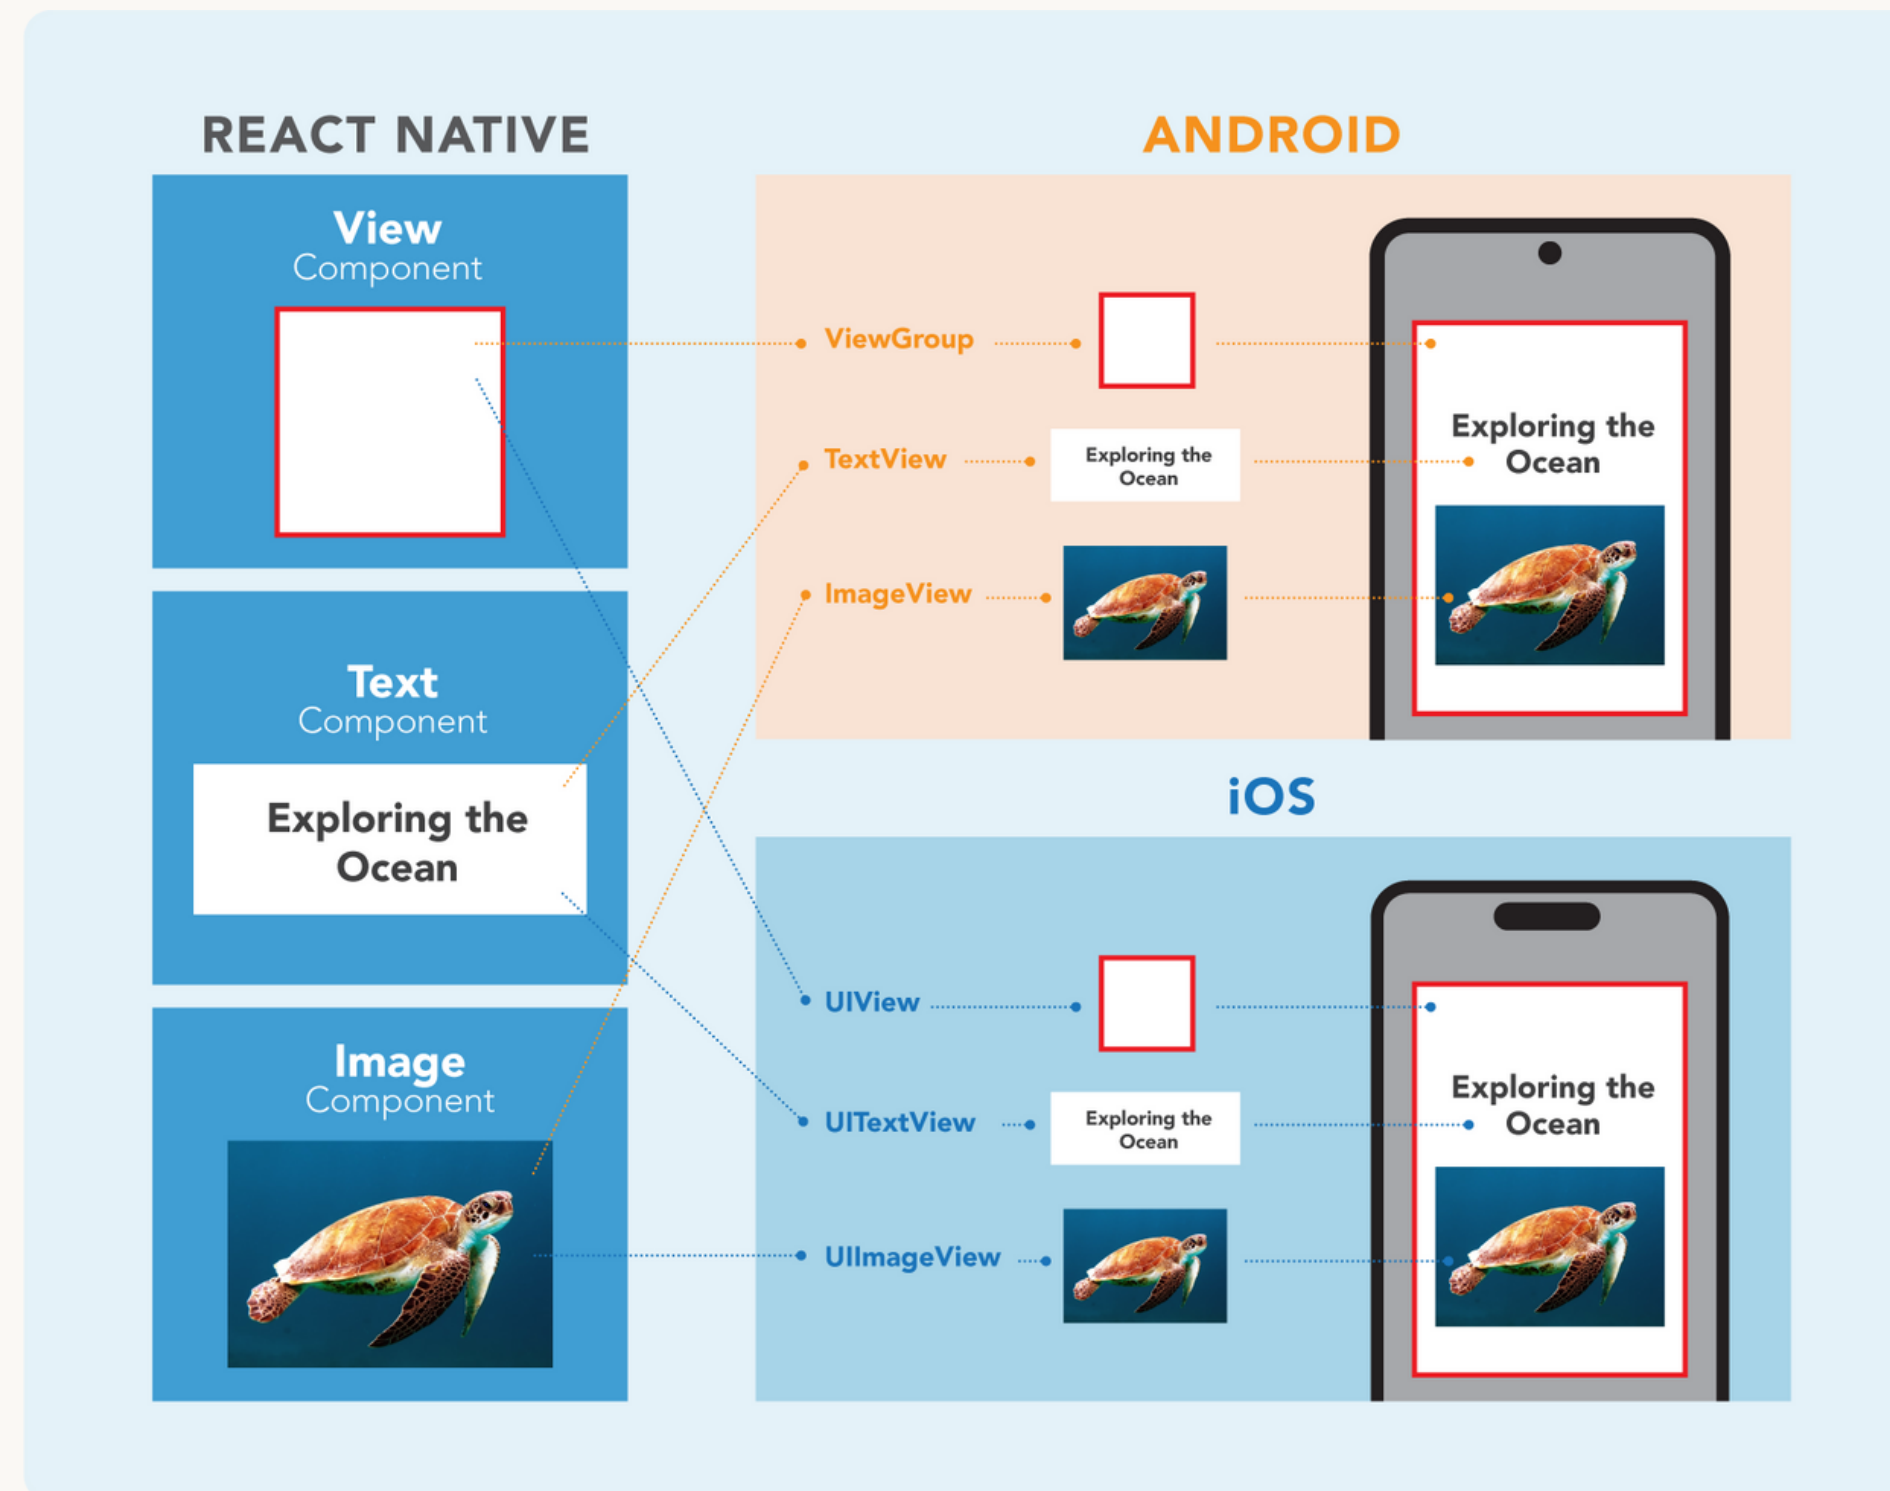 REACT NATIVE
View
Component
Text
Component
Exploring the
Ocean
Image
Component
ANDROID
ViewGroup
TextView
Exploring the
Ocean
ImageView
Exploring the
Ocean
iOS
UIView
UITextView
Exploring the
Ocean
UIImageView
Exploring the
Ocean